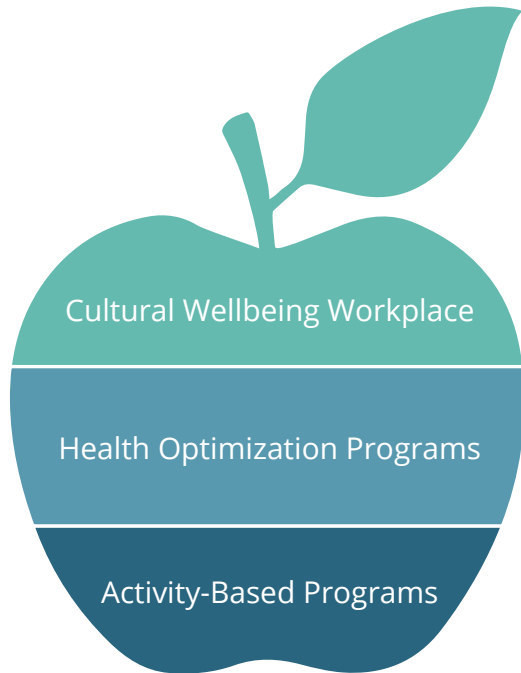 Cultural Wellbeing Workplace
Health Optimization Programs
Activity-Based Programs